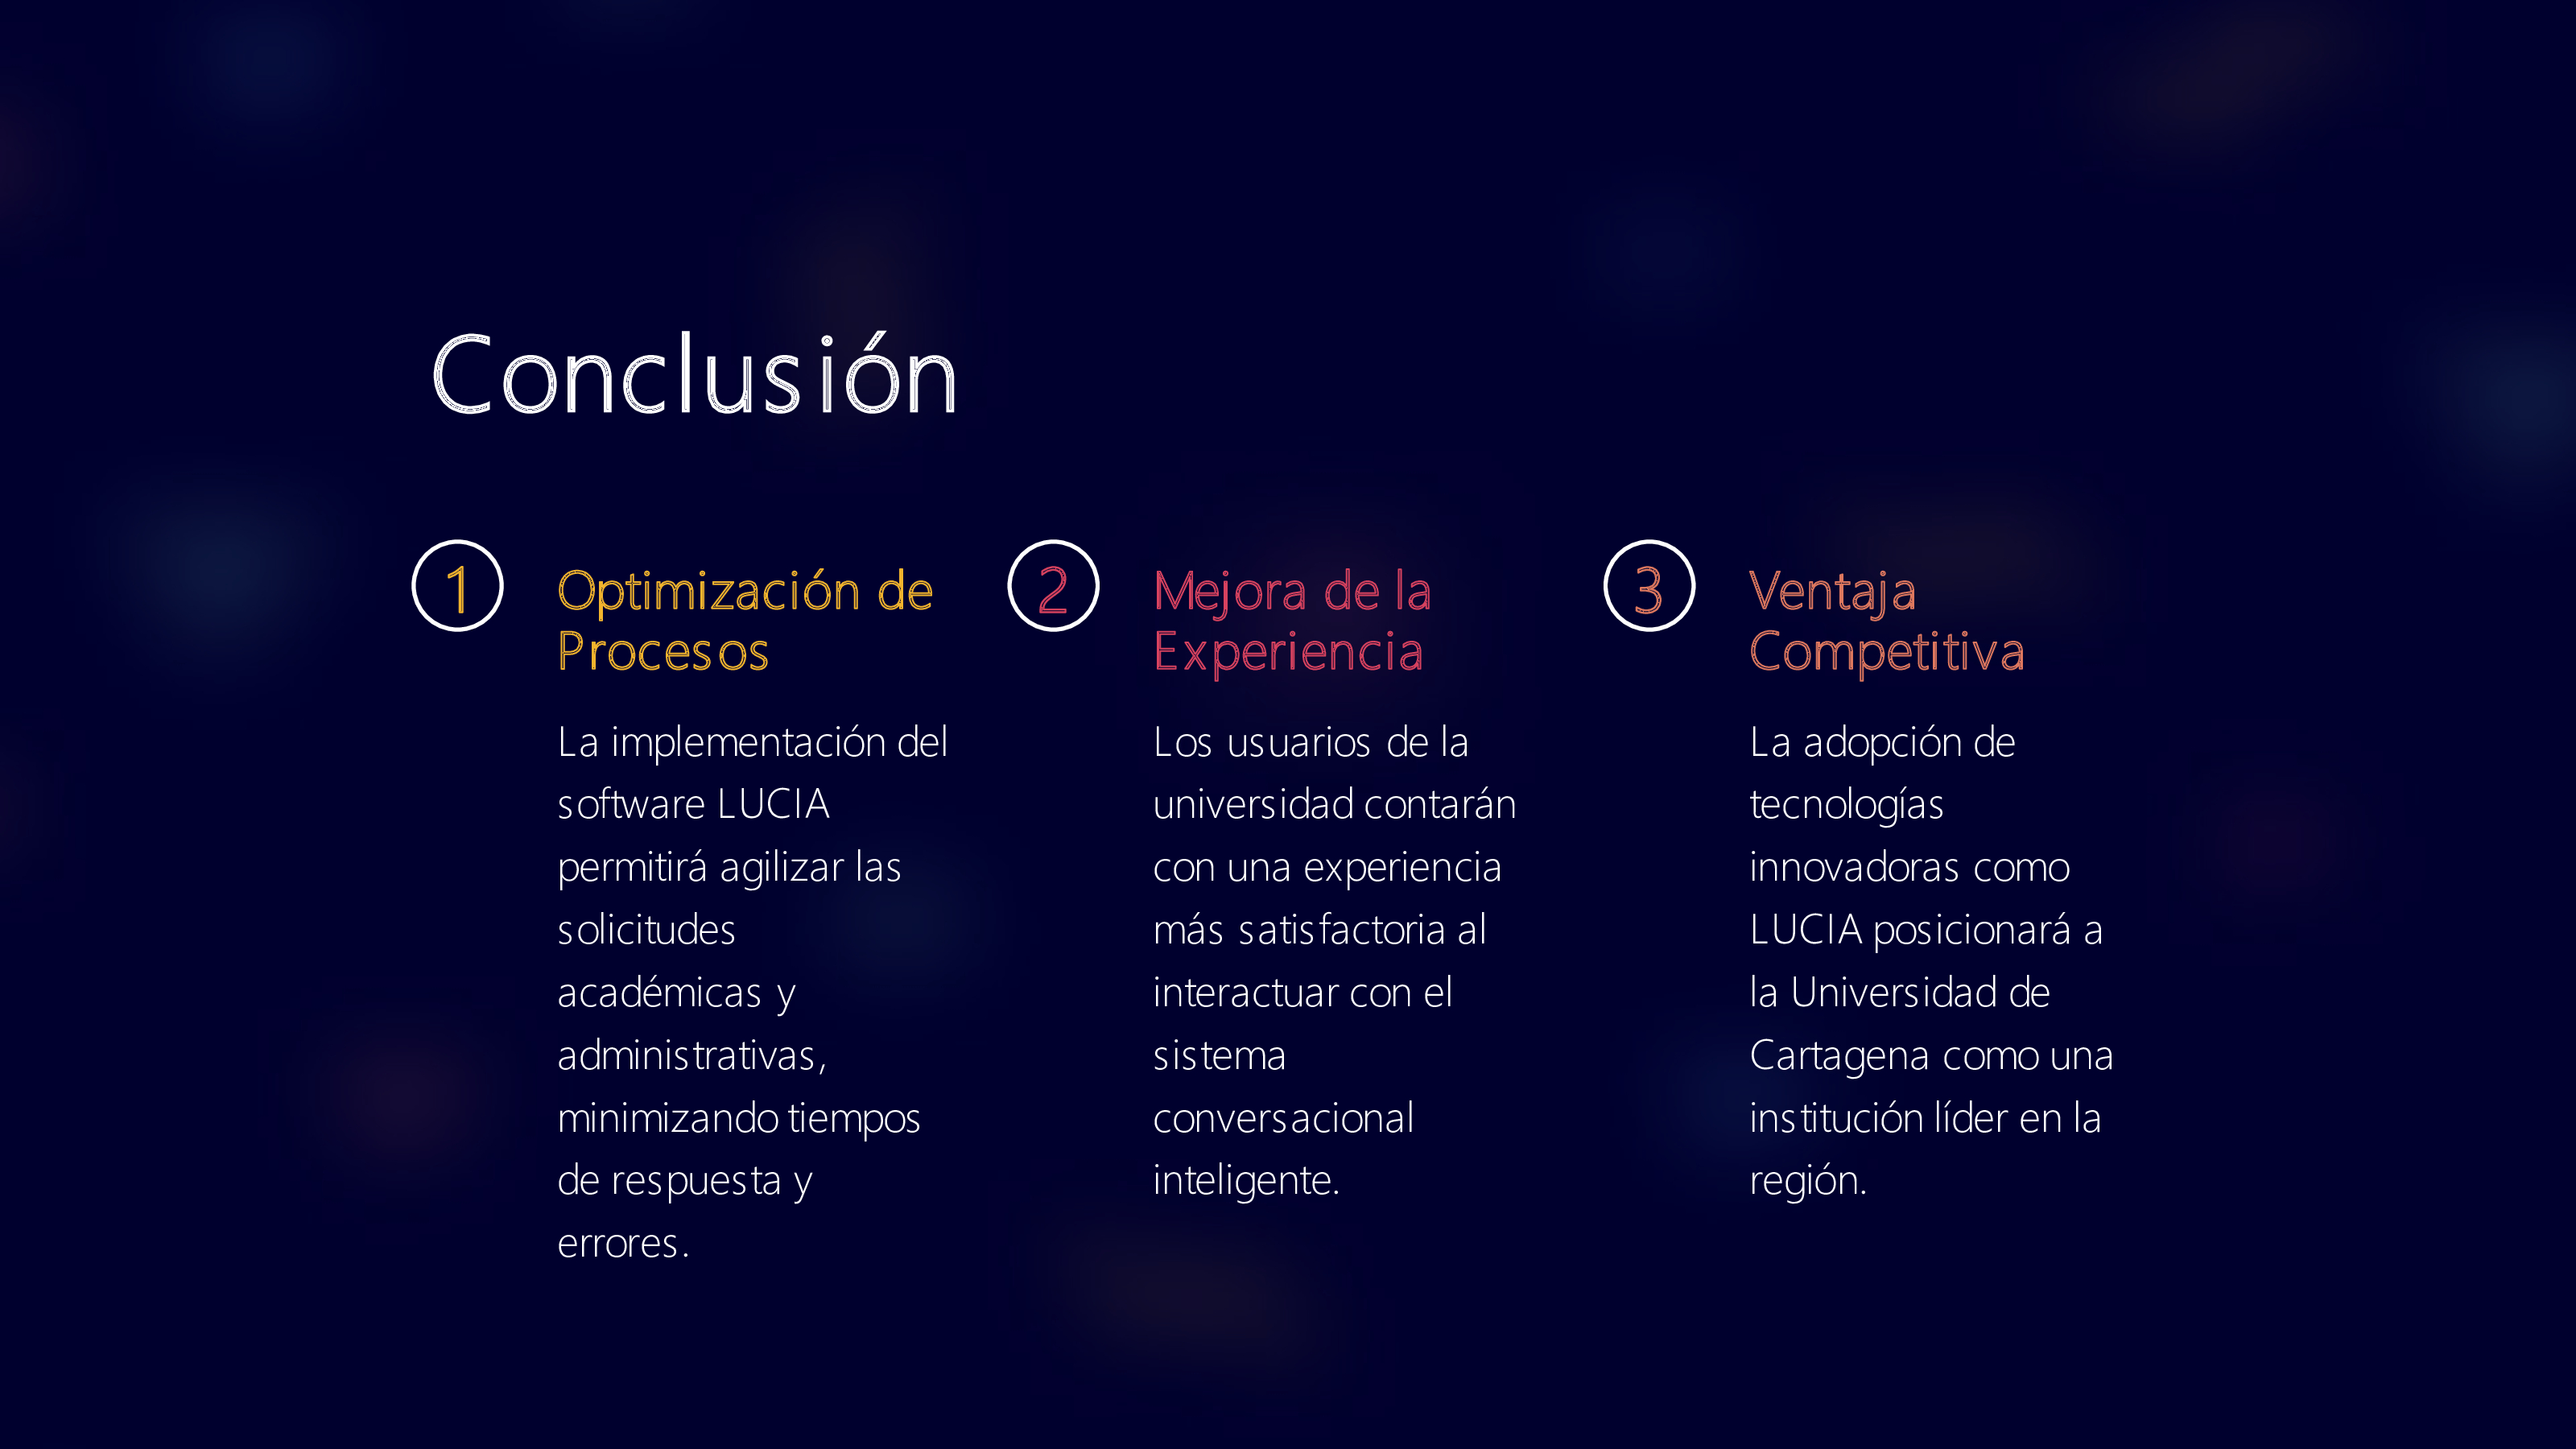 Conclusión
1
Optimización de
Procesos
La implementación del
software LUCIA
permitirá agilizar las
solicitudes
académicas y
administrativas,
minimizando tiempos
de respuesta y
errores.
2
Mejora de la
Experiencia
Los usuarios de la
universidad contarán
con una experiencia
más satisfactoria al
interactuar con el
sistema
conversacional
inteligente.
3
Ventaja
Competitiva
La adopción de
tecnologías
innovadoras como
LUCIA posicionará a
la Universidad de
Cartagena como una
institución líder en la
región.